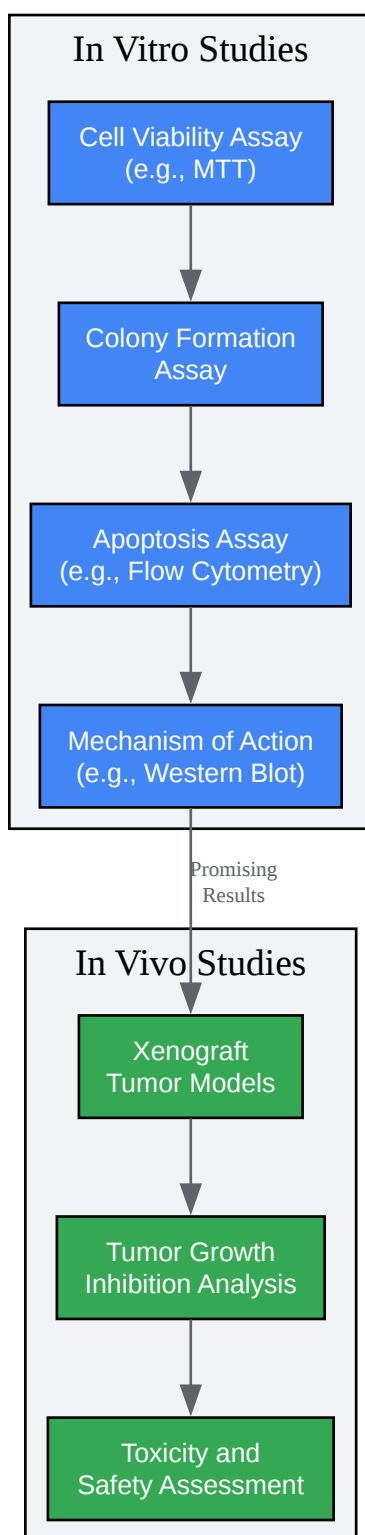 In Vitro Studies
Cell Viability Assay
(e.g., MTT)
Colony Formation
Assay
Apoptosis Assay
(e.g., Flow Cytometry)
Mechanism of Action
(e.g., Western Blot)
Promising
Results
In Vivo Studies
Xenograft
Tumor Models
Tumor Growth
Inhibition Analysis
Toxicity and
Safety Assessment